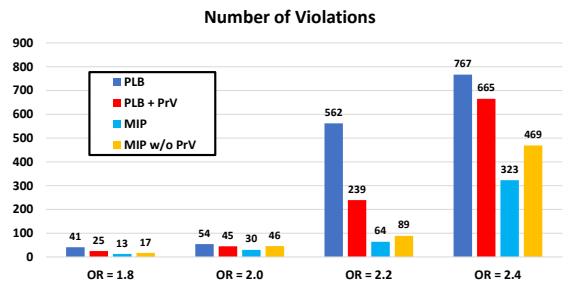 Number of Violations
900
800
700
600
500
400
300
200
100
0
PLB
PLB + PrV
MIP
MIP w/o PrV
41 25 13 17
54 45 30 46
562 239 64 89
767 665 323 469
OR = 1.8 OR = 2.0 OR = 2.2 OR = 2.4